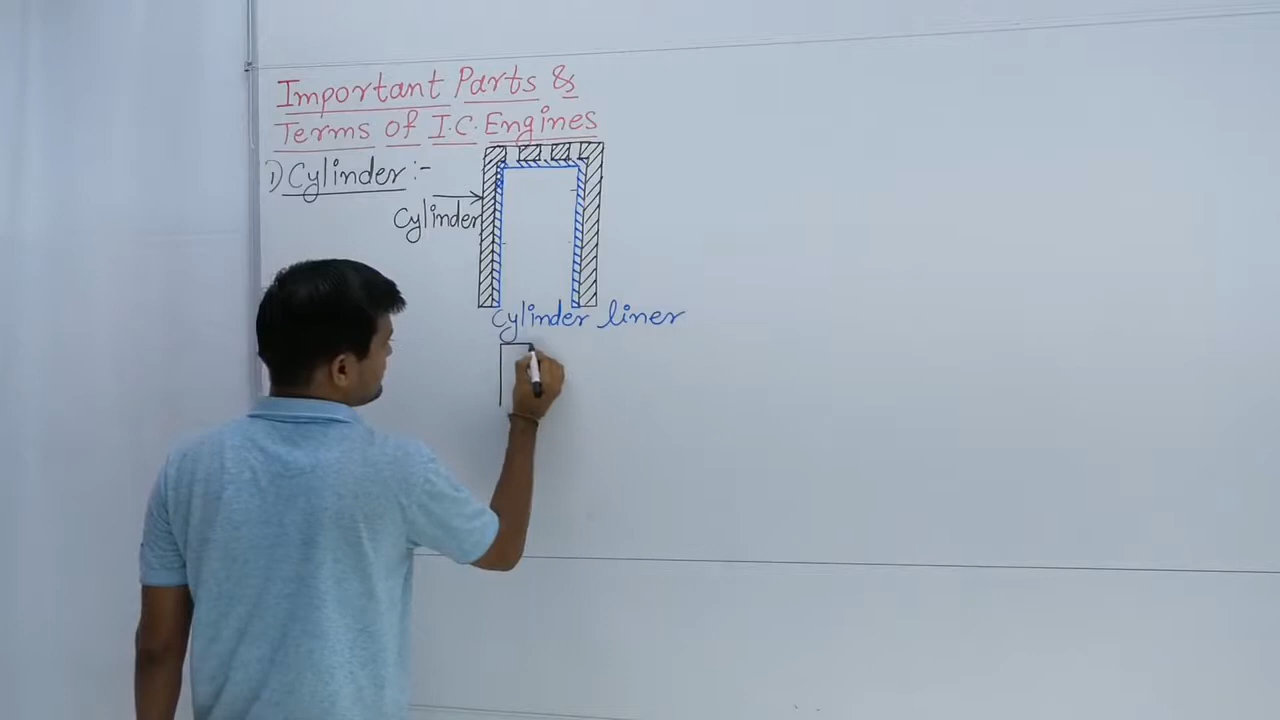 Important Parts &
Terms of I.C. Engines
1) Cylinder :-
Cylinder
Cylinder liner